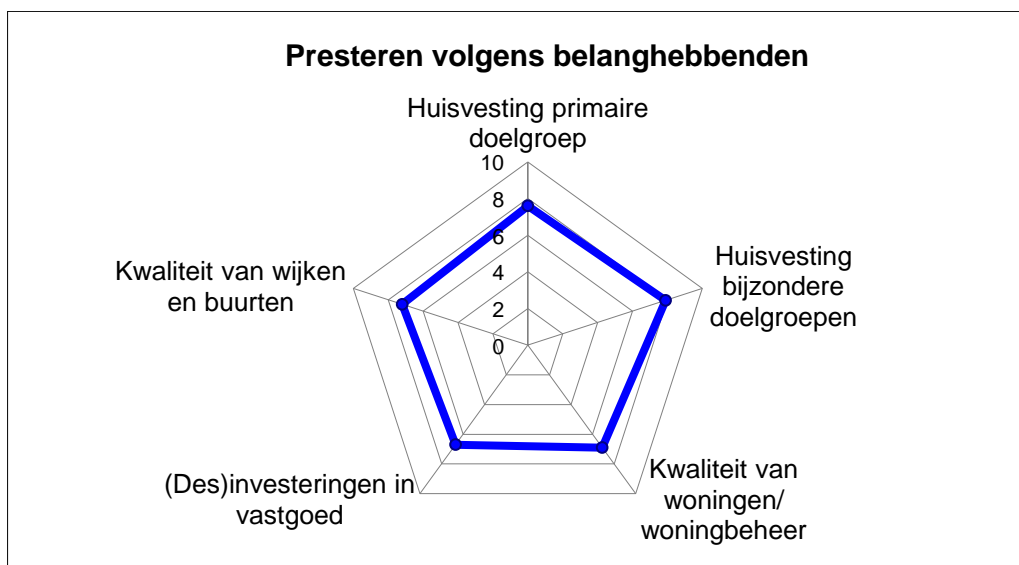 Presteren volgens belanghebbenden
Huisvesting primaire
doelgroep
10
8
6
4
2
0
Huisvesting
bijzondere
doelgroepen
Kwaliteit van
woningen/
woningbeheer
(Des)investeringen in
vastgoed
Kwaliteit van wijken
en buurten